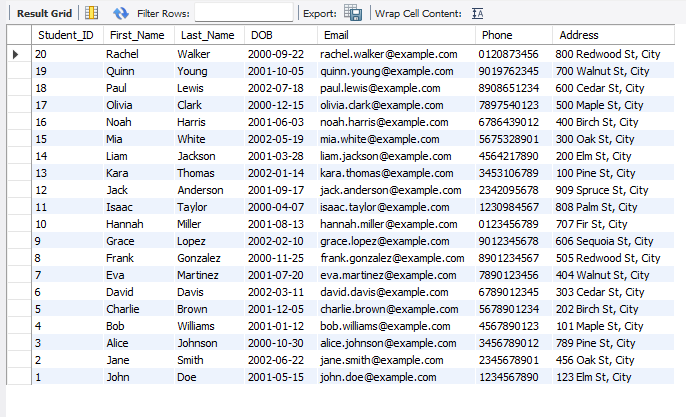 Result Grid Filter Rows: Export: Wrap Cell Content:
Student_ID First_Name Last_Name DOB Email Phone Address
20 Rachel Walker 2000-09-22 rachel.walker@example.com 0120873456 800 Redwood St, City
19 Quinn Young 2001-10-05 quinn.young@example.com 9019762345 700 Walnut St, City
18 Paul Lewis 2002-07-18 paul.lewis@example.com 8908651234 600 Cedar St, City
17 Olivia Clark 2000-12-15 olivia.clark@example.com 7897540123 500 Maple St, City
16 Noah Harris 2001-06-03 noah.harris@example.com 6786439012 400 Birch St, City
15 Mia White 2002-05-19 mia.white@example.com 5675328901 300 Oak St, City
14 Liam Jackson 2001-03-28 liam.jackson@example.com 4564217890 200 Elm St, City
13 Kara Thomas 2002-01-14 kara.thomas@example.com 3453106789 100 Pine St, City
12 Jack Anderson 2001-09-17 jack.anderson@example.com 2342095678 909 Spruce St, City
11 Isaac Taylor 2000-04-07 isaac.taylor@example.com 1230984567 808 Palm St, City
10 Hannah Miller 2001-08-13 hannah.miller@example.com 0123456789 707 Fir St, City
9 Grace Lopez 2002-02-10 grace.lopez@example.com 9012345678 606 Sequoia St, City
8 Frank Gonzalez 2000-11-25 frank.gonzalez@example.com 8901234567 505 Redwood St, City
7 Eva Martinez 2001-07-20 eva.martinez@example.com 7890123456 404 Walnut St, City
6 David Davis 2002-03-11 david.davis@example.com 6789012345 303 Cedar St, City
5 Charlie Brown 2001-12-05 charlie.brown@example.com 5678901234 202 Birch St, City
4 Bob Williams 2001-01-12 bob.williams@example.com 4567890123 101 Maple St, City
3 Alice Johnson 2000-10-30 alice.johnson@example.com 3456789012 789 Pine St, City
2 Jane Smith 2002-06-22 jane.smith@example.com 2345678901 456 Oak St, City
1 John Doe 2001-05-15 john.doe@example.com 1234567890 123 Elm St, City